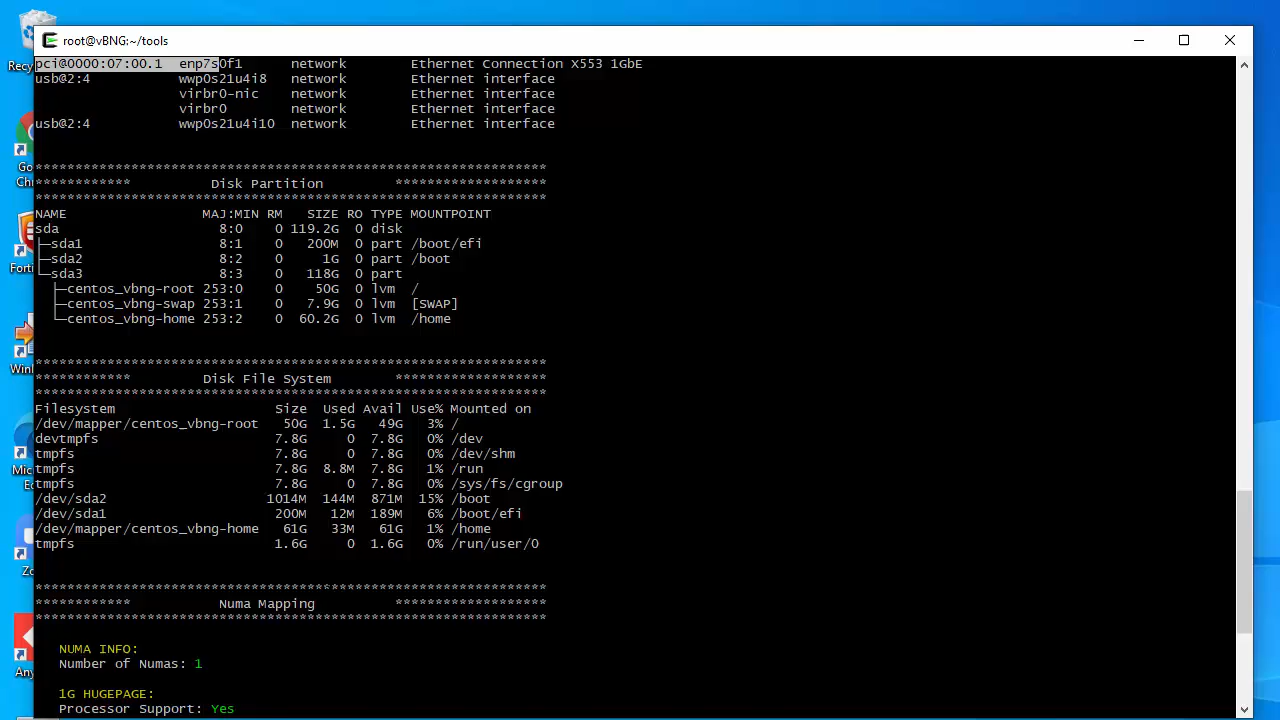 root@vBNG:~/tools
pci@0000:07:00.1  enp7s0f1      network        Ethernet Connection X553 1GbE
usb@2:4           wwp0s21u4i8   network        Ethernet interface
                  virbr0-nic    network        Ethernet interface
                  virbr0        network        Ethernet interface
usb@2:4           wwp0s21u4i10  network        Ethernet interface
****************************************************************
************          Disk Partition         *******************
****************************************************************
NAME                 MAJ:MIN RM   SIZE RO TYPE MOUNTPOINT
sda                    8:0    0 119.2G  0 disk
├─sda1                 8:1    0   200M  0 part /boot/efi
├─sda2                 8:2    0     1G  0 part /boot
└─sda3                 8:3    0   118G  0 part
  ├─centos_vbng-root 253:0    0    50G  0 lvm  /
  ├─centos_vbng-swap 253:1    0   7.9G  0 lvm  [SWAP]
  └─centos_vbng-home 253:2    0  60.2G  0 lvm  /home
****************************************************************
************         Disk File System        *******************
****************************************************************
Filesystem                    Size  Used Avail Use% Mounted on
/dev/mapper/centos_vbng-root   50G  1.5G   49G   3% /
devtmpfs                      7.8G     0  7.8G   0% /dev
tmpfs                         7.8G     0  7.8G   0% /dev/shm
tmpfs                         7.8G  8.8M  7.8G   1% /run
tmpfs                         7.8G     0  7.8G   0% /sys/fs/cgroup
/dev/sda2                    1014M  144M  871M  15% /boot
/dev/sda1                     200M   12M  189M   6% /boot/efi
/dev/mapper/centos_vbng-home   61G   33M   61G   1% /home
tmpfs                         1.6G     0  1.6G   0% /run/user/0
****************************************************************
************           Numa Mapping          *******************
****************************************************************
NUMA INFO:
Number of Numas: 1
1G HUGEPAGE:
Processor Support: Yes